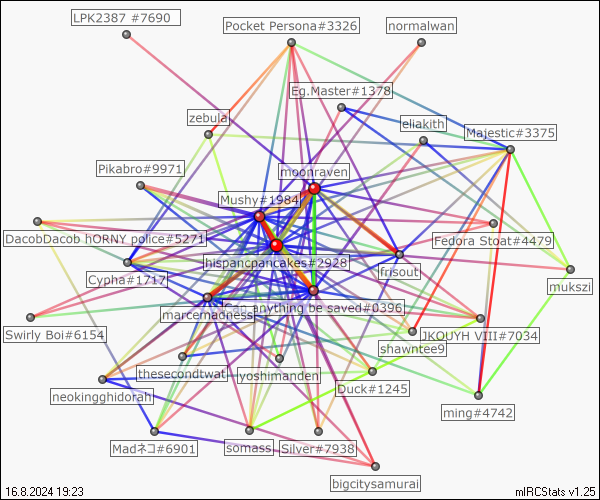 LPK2387 #7690
Pocket Persona#3326
normalwan
Eg.Master#1378
zebula
eliakith
Majestic#3375
Pikabro#9971
moonraven
Mushy#1984
DacobDacob hORNY police#5271
Fedora Stoat#4479
hispanicpancakes#2928
frisout
Cypha#1717
mukszi
Can anything be saved#0396
marcermadness
Swirly Boi#6154
JKOUYH VIII#7034
shawntee9
thesecondtwat
yoshimanden
Duck#1245
neokingghidorah
ming#4742
Madネコ#6901
somass
Silver#7938
bigcitysamurai
16.8.2024 19:23
mIRCStats v1.25